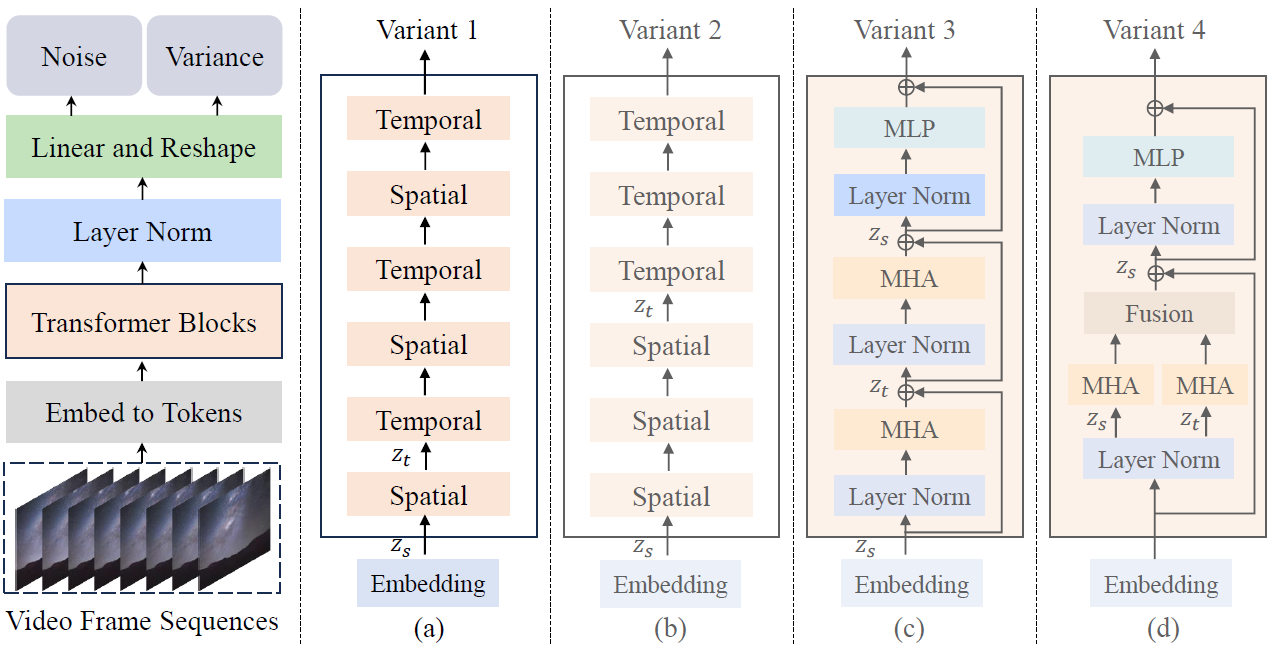 Noise
Variance
Linear and Reshape
Layer Norm
Transformer Blocks
Embed to Tokens
Video Frame Sequences
Variant 1
Temporal
Spatial
Temporal
Spatial
Temporal
z_t
Spatial
z_s
Embedding
(a)
Variant 2
Temporal
Temporal
Temporal
z_t
Spatial
Spatial
Spatial
z_s
Embedding
(b)
Variant 3
MLP
Layer Norm
z_s
MHA
Layer Norm
z_t
MHA
Layer Norm
z_s
Embedding
(c)
Variant 4
MLP
Layer Norm
z_s
Fusion
MHA MHA
z_s z_t
Layer Norm
Embedding
(d)